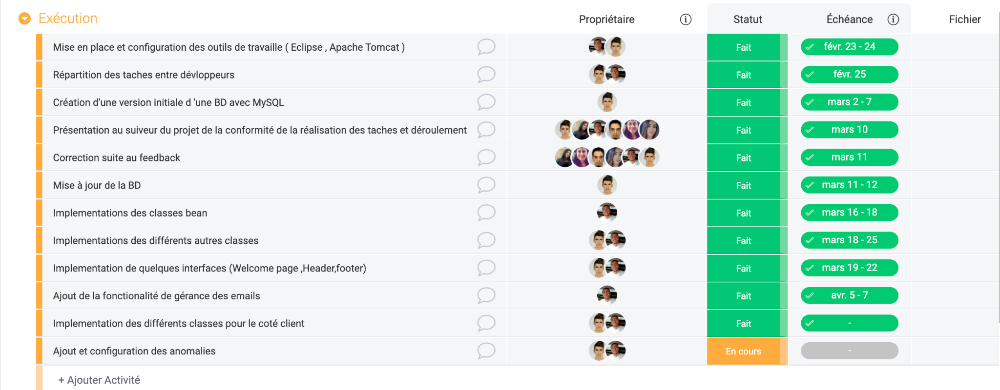 Exécution Propriétaire Statut Échéance Fichier
Mise en place et configuration des outils de travaille ( Eclipse , Apache Tomcat ) Fait févr. 23 - 24
Répartition des taches entre dévloppeurs Fait févr. 25
Création d'une version initiale d 'une BD avec MySQL Fait mars 2 - 7
Présentation au suiveur du projet de la conformité de la réalisation des taches et déroulement Fait mars 10
Correction suite au feedback Fait mars 11
Mise à jour de la BD Fait mars 11 - 12
Implementations des classes bean Fait mars 16 - 18
Implementations des différents autres classes Fait mars 18 - 25
Implementation de quelques interfaces (Welcome page ,Header,footer) Fait mars 19 - 22
Ajout de la fonctionalité de gérance des emails Fait avr. 5 - 7
Implementation des différents classes pour le coté client Fait -
Ajout et configuration des anomalies En cours -
+ Ajouter Activité